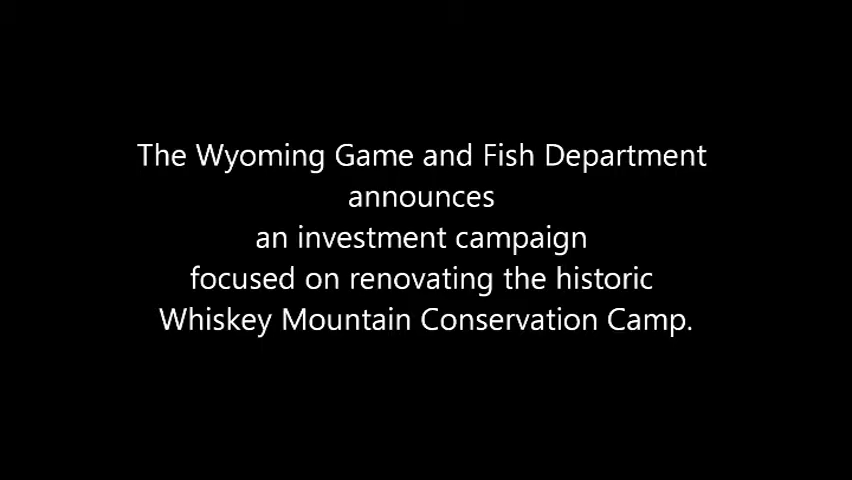 The Wyoming Game and Fish Department
announces
an investment campaign
focused on renovating the historic
Whiskey Mountain Conservation Camp.